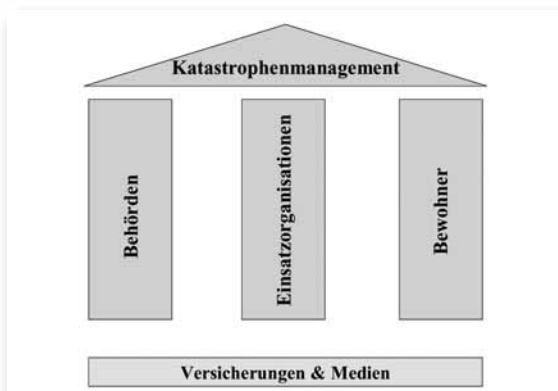 Katastrophenmanagement
Behörden
Einsatzorganisationen
Bewohner
Versicherungen & Medien